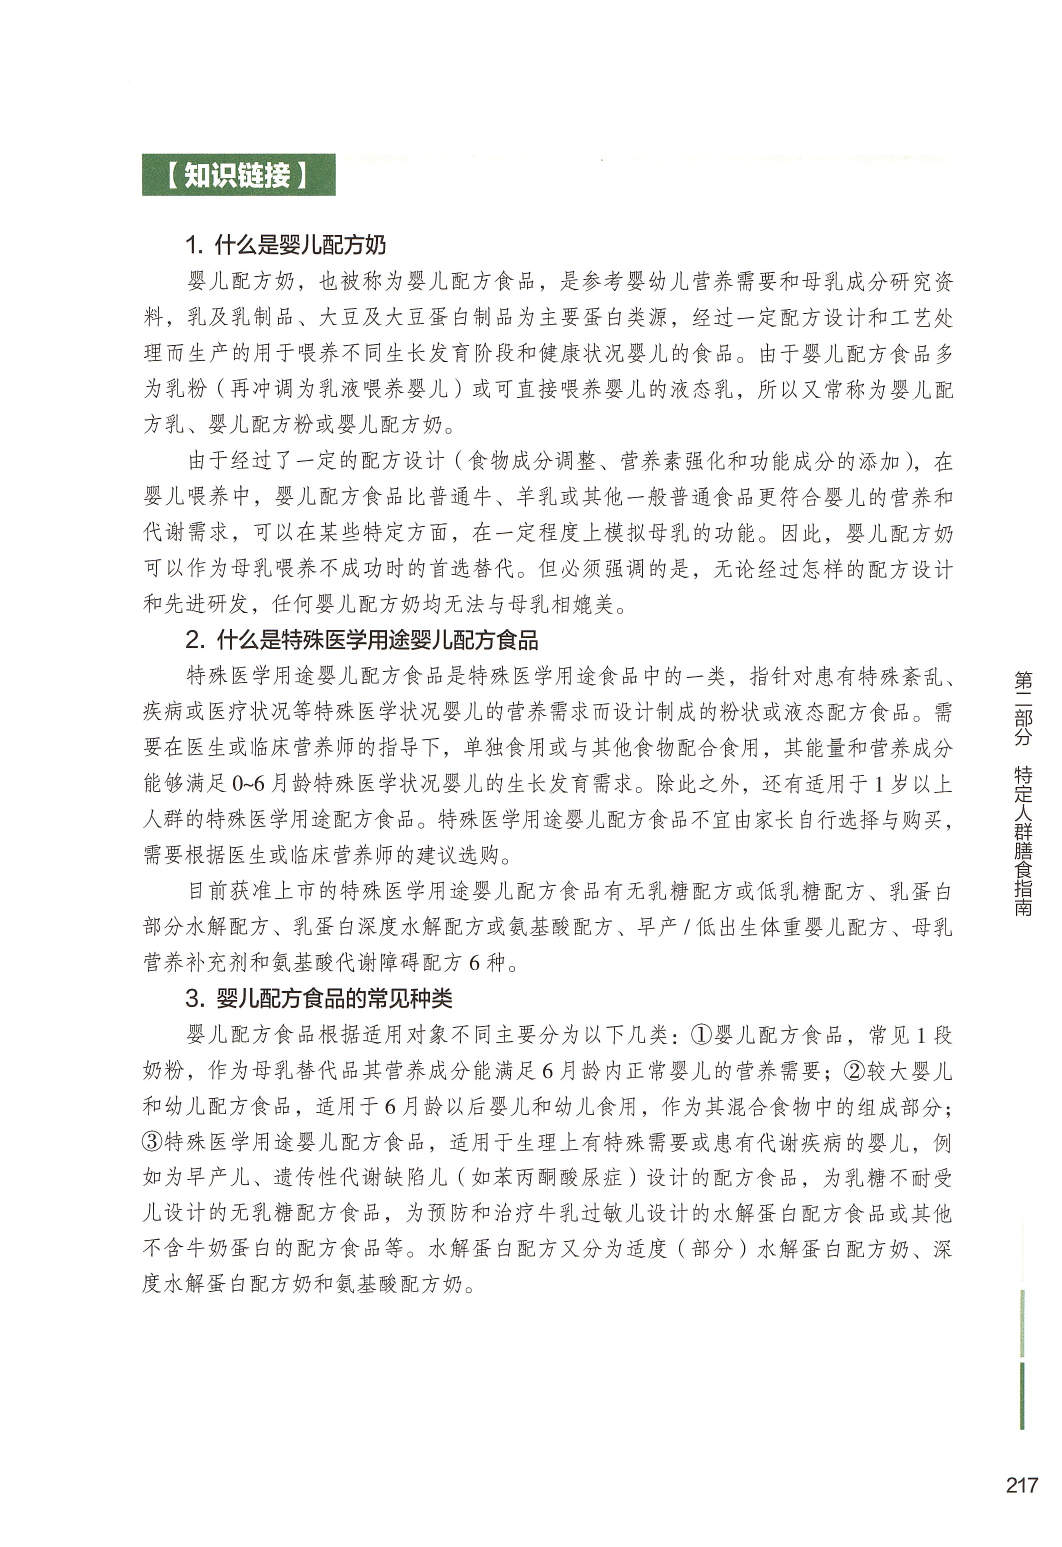 【知识链接】
1. 什么是婴儿配方奶
婴儿配方奶，也被称为婴儿配方食品，是参考婴幼儿营养需要和母乳成分研究资
料，乳及乳制品、大豆及大豆蛋白制品为主要蛋白类源，经过一定配方设计和工艺处
理而生产的用于喂养不同生长发育阶段和健康状况婴儿的食品。由于婴儿配方食品多
为乳粉（再冲调为乳液喂养婴儿）或可直接喂养婴儿的液态乳，所以又常称为婴儿配
方乳、婴儿配方粉或婴儿配方奶。
由于经过了一定的配方设计（食物成分调整、营养素强化和功能成分的添加），在
婴儿喂养中，婴儿配方食品比普通牛、羊乳或其他一般普通食品更符合婴儿的营养和
代谢需求，可以在某些特定方面，在一定程度上模拟母乳的功能。因此，婴儿配方奶
可以作为母乳喂养不成功时的首选替代。但必须强调的是，无论经过怎样的配方设计
和先进研发，任何婴儿配方奶均无法与母乳相媲美。
2. 什么是特殊医学用途婴儿配方食品
特殊医学用途婴儿配方食品是特殊医学用途食品中的一类，指针对患有特殊紊乱、
疾病或医疗状况等特殊医学状况婴儿的营养需求而设计制成的粉状或液态配方食品。需
要在医生或临床营养师的指导下，单独食用或与其他食物配合食用，其能量和营养成分
能够满足 0~6 月龄特殊医学状况婴儿的生长发育需求。除此之外，还有适用于 1 岁以上
人群的特殊医学用途配方食品。特殊医学用途婴儿配方食品不宜由家长自行选择与购买，
需要根据医生或临床营养师的建议选购。
目前获准上市的特殊医学用途婴儿配方食品有无乳糖配方或低乳糖配方、乳蛋白
部分水解配方、乳蛋白深度水解配方或氨基酸配方、早产 / 低出生体重婴儿配方、母乳
营养补充剂和氨基酸代谢障碍配方 6 种。
3. 婴儿配方食品的常见种类
婴儿配方食品根据适用对象不同主要分为以下几类：①婴儿配方食品，常见 1 段
奶粉，作为母乳替代品其营养成分能满足 6 月龄内正常婴儿的营养需要；②较大婴儿
和幼儿配方食品，适用于 6 月龄以后婴儿和幼儿食用，作为其混合食物中的组成部分；
③特殊医学用途婴儿配方食品，适用于生理上有特殊需要或患有代谢疾病的婴儿，例
如为早产儿、遗传性代谢缺陷儿（如苯丙酮酸尿症）设计的配方食品，为乳糖不耐受
儿设计的无乳糖配方食品，为预防和治疗牛乳过敏儿设计的水解蛋白配方食品或其他
不含牛奶蛋白的配方食品等。水解蛋白配方又分为适度（部分）水解蛋白配方奶、深
度水解蛋白配方奶和氨基酸配方奶。
第二部分 特定人群膳食指南
217